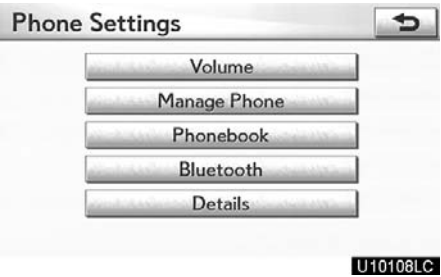 Phone Settings
Volume
Manage Phone
Phonebook
Bluetooth
Details
U10108LC